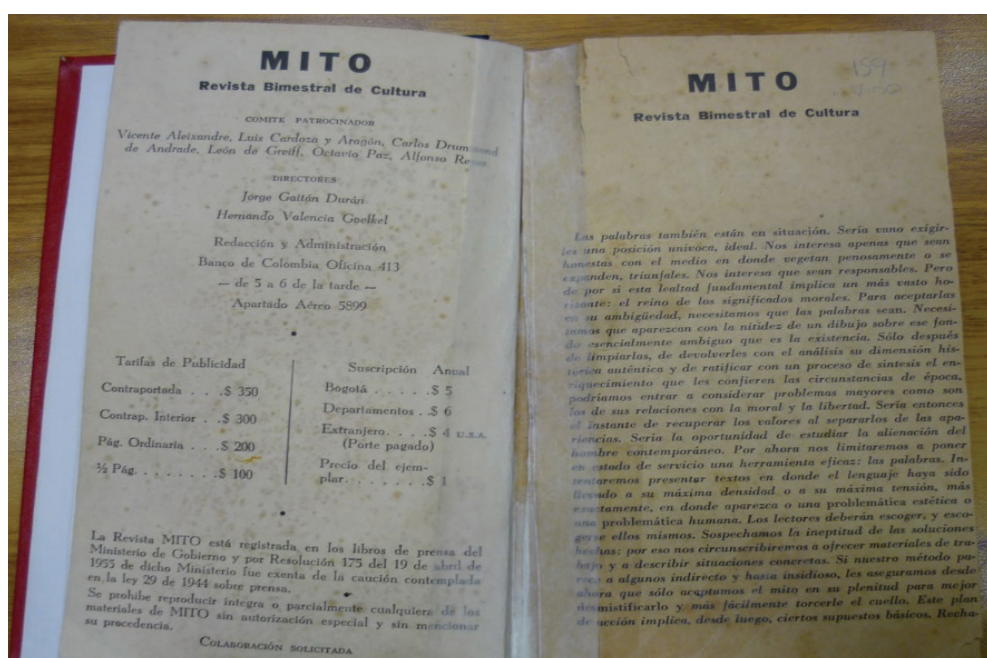 MITO
Revista Bimestral de Cultura
COMITE PATROCINADOR
Vicente Aleixandre, Luis Cardoza y Aragón, Carlos Drummond
de Andrade, León de Greiff, Octavio Paz, Alfonso Reyes
DIRECTORES
Jorge Gaitán Durán
Hernando Valencia Goelkel
Redacción y Administración
Banco de Colombia Oficina 413
— de 5 a 6 de la tarde —
Apartado Aéreo 5899
Tarifas de Publicidad
Contraportada . . .$ 350
Contrap. Interior . .$ 300
Pág. Ordinaria . . .$ 200
½ Pág. . . . . . . .$ 100
Suscripción Anual
Bogotá . . . . . .$ 5
Departamentos . .$ 6
Extranjero. . . . .$ 4 U.S.A.
(Porte pagado)
Precio del ejem-
plar. . . . . . . .$ 1
La Revista MITO está registrada en los libros de prensa del
Ministerio de Gobierno y por Resolución 175 del 19 de abril de
1955 de dicho Ministerio fue exenta de la caución contemplada
en la ley 29 de 1944 sobre prensa.
Se prohibe reproducir íntegra o parcialmente cualquiera de los
materiales de MITO sin autorización especial y sin mencionar
su procedencia.
COLABORACIÓN SOLICITADA
159
MITO
Revista Bimestral de Cultura
Las palabras también están en situación. Sería vano exigir-
les una posición unívoca, ideal. Nos interesa apenas que sean
honestas con el medio en donde vegetan penosamente o se
expanden, triunfales. Nos interesa que sean responsables. Pero
de por si esta lealtad fundamental implica un más vasto ho-
rizonte: el reino de los significados morales. Para aceptarlas
en su ambigüedad, necesitamos que las palabras sean. Necesi-
tamos que aparezcan con la nitidez de un dibujo sobre ese fon-
do esencialmente ambiguo que es la existencia. Sólo después
de limpiarlas, de devolverles con el análisis su dimensión his-
tórica auténtica y de ratificar con un proceso de síntesis el en-
riquecimiento que les confieren las circunstancias de época,
podríamos entrar a considerar problemas mayores como son
los de sus relaciones con la moral y la libertad. Sería entonces
el instante de recuperar los valores al separarlos de las apa-
riencias. Sería la oportunidad de estudiar la alienación del
hombre contemporáneo. Por ahora nos limitaremos a poner
en estado de servicio una herramienta eficaz: las palabras. In-
tentaremos presentar textos en donde el lenguaje haya sido
llevado a su máxima densidad o a su máxima tensión, más
exactamente, en donde aparezca o una problemática estética o
una problemática humana. Los lectores deberán escoger, y esco-
gerse ellos mismos. Sospechamos la ineptitud de las soluciones
hechas; por eso nos circunscribiremos a ofrecer materiales de tra-
bajo y a describir situaciones concretas. Si nuestro método pa-
rece a algunos indirecto y hasta insidioso, les aseguramos desde
ahora que sólo aceptamos el mito en su plenitud para mejor
desmistificarlo y más fácilmente torcerle el cuello. Este plan
de acción implica, desde luego, ciertos supuestos básicos. Recha-